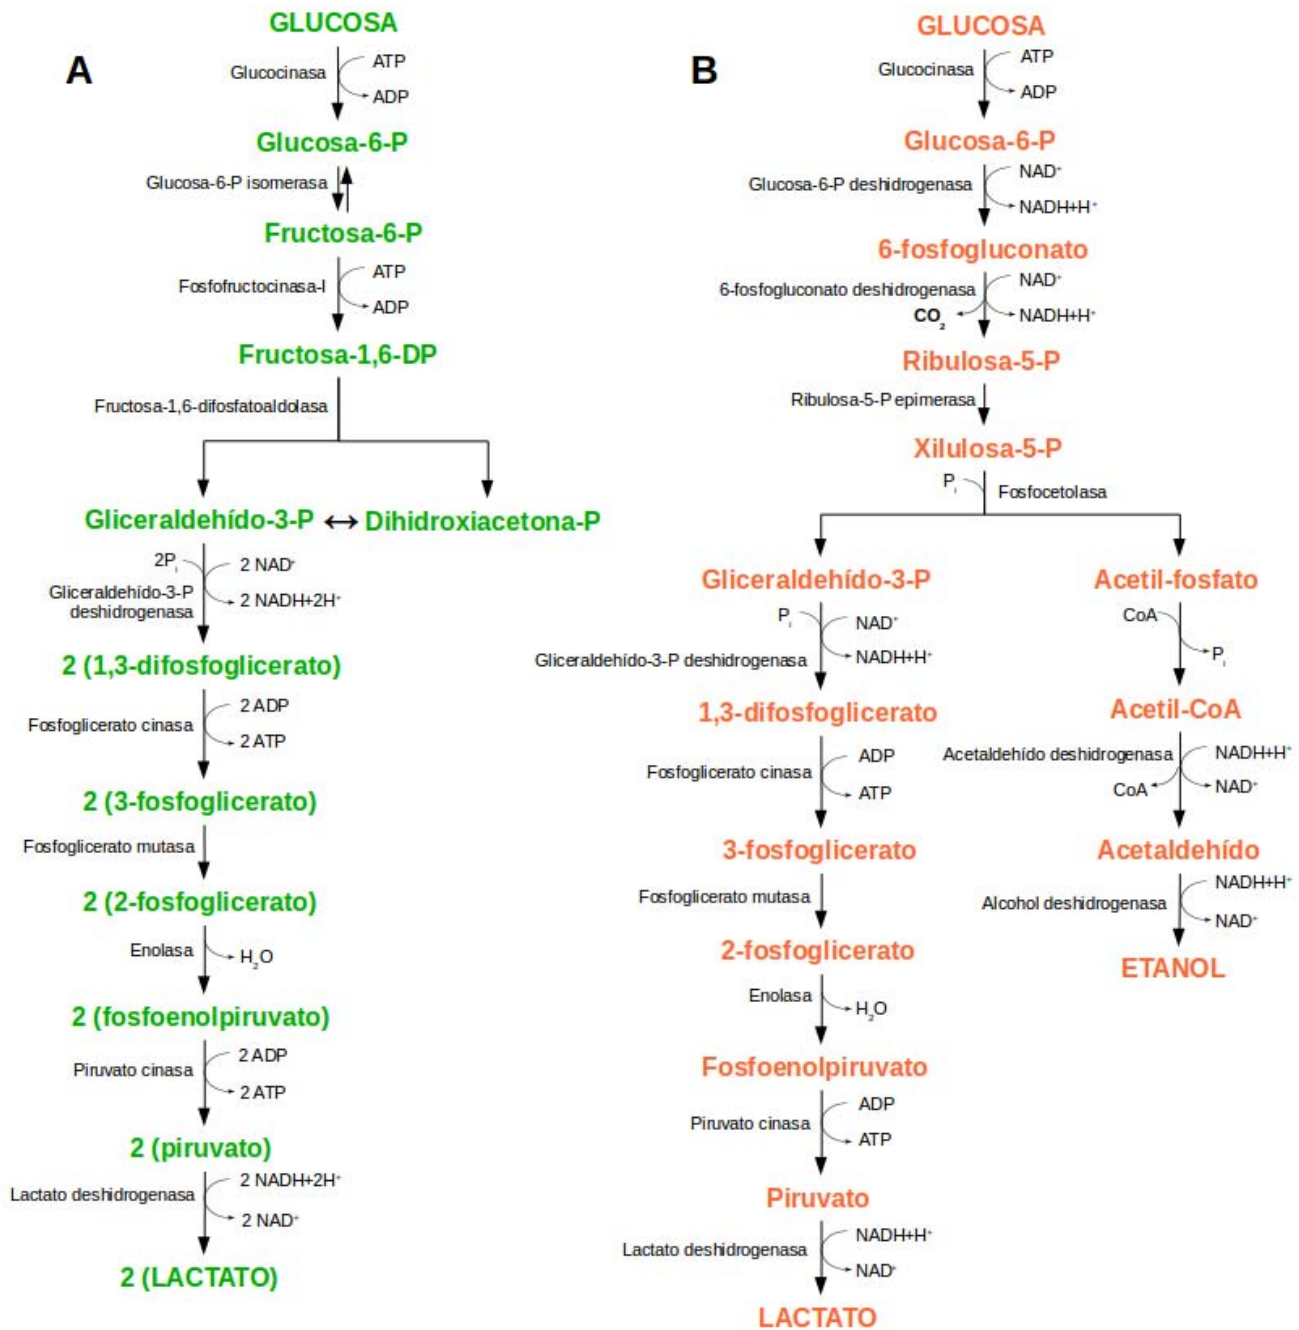 A
GLUCOSA
Glucocinasa
ATP
ADP
Glucosa-6-P
Glucosa-6-P isomerasa
Fructosa-6-P
Fosfofructocinasa-I
ATP
ADP
Fructosa-1,6-DP
Fructosa-1,6-difosfatoaldolasa
Gliceraldehído-3-P ↔ Dihidroxiacetona-P
2Pi
2 NAD⁺
Gliceraldehído-3-P
deshidrogenasa
2 NADH+2H⁺
2 (1,3-difosfoglicerato)
Fosfoglicerato cinasa
2 ADP
2 ATP
2 (3-fosfoglicerato)
Fosfoglicerato mutasa
2 (2-fosfoglicerato)
Enolasa
H₂O
2 (fosfoenolpiruvato)
Piruvato cinasa
2 ADP
2 ATP
2 (piruvato)
Lactato deshidrogenasa
2 NADH+2H⁺
2 NAD⁺
2 (LACTATO)
B
GLUCOSA
Glucocinasa
ATP
ADP
Glucosa-6-P
Glucosa-6-P deshidrogenasa
NAD⁺
NADH+H⁺
6-fosfogluconato
6-fosfogluconato deshidrogenasa
NAD⁺
CO₂
NADH+H⁺
Ribulosa-5-P
Ribulosa-5-P epimerasa
Xilulosa-5-P
Pi
Fosfocetolasa
Gliceraldehído-3-P
Pi
NAD⁺
Gliceraldehído-3-P deshidrogenasa
NADH+H⁺
1,3-difosfoglicerato
Fosfoglicerato cinasa
ADP
ATP
3-fosfoglicerato
Fosfoglicerato mutasa
2-fosfoglicerato
Enolasa
H₂O
Fosfoenolpiruvato
Piruvato cinasa
ADP
ATP
Piruvato
Lactato deshidrogenasa
NADH+H⁺
NAD⁺
LACTATO
Acetil-fosfato
CoA
Pi
Acetil-CoA
Acetaldehído deshidrogenasa
NADH+H⁺
CoA
NAD⁺
Acetaldehído
Alcohol deshidrogenasa
NADH+H⁺
NAD⁺
ETANOL